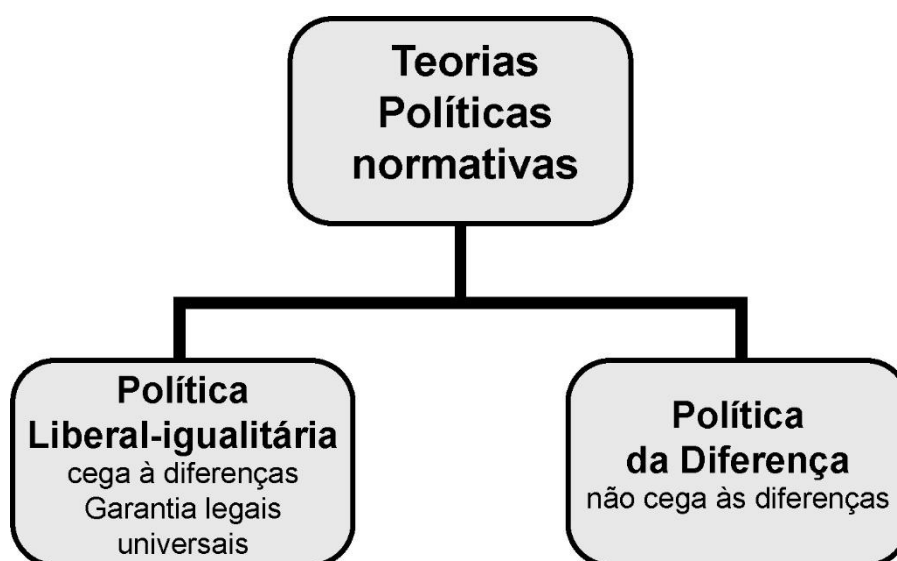 Teorias
Políticas
normativas
Política
Liberal-igualitária
cega à diferenças
Garantia legais
universais
Política
da Diferença
não cega às diferenças